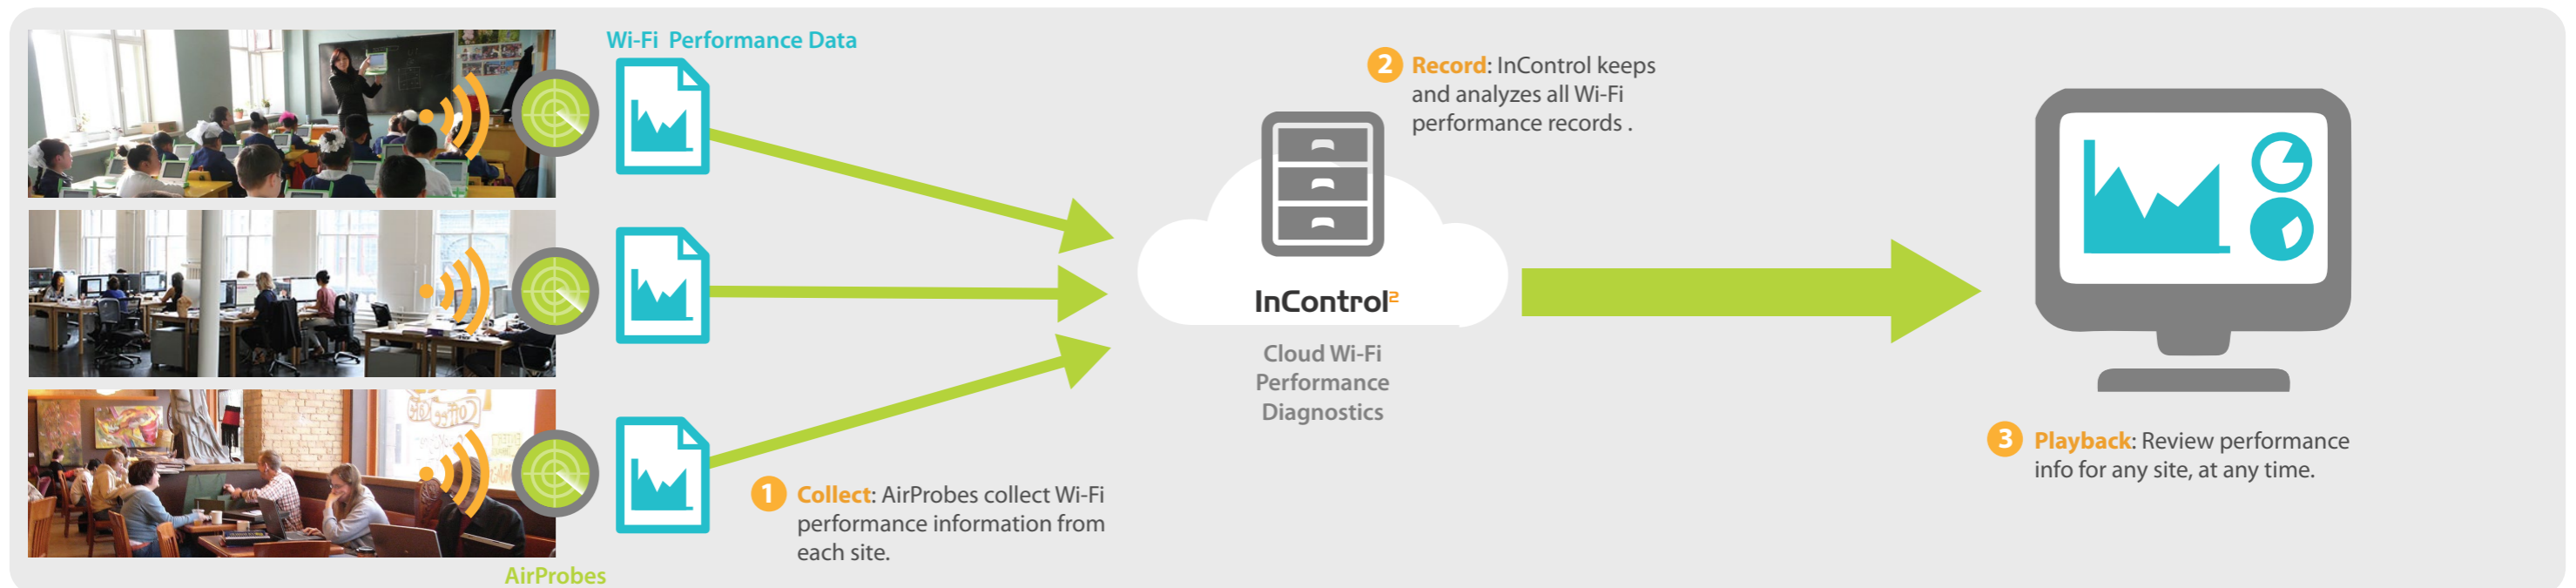 Wi-Fi Performance Data
AirProbes
1 Collect: AirProbes collect Wi-Fi
performance information from
each site.
2 Record: InControl keeps
and analyzes all Wi-Fi
performance records .
InControl²
Cloud Wi-Fi
Performance
Diagnostics
3 Playback: Review performance
info for any site, at any time.